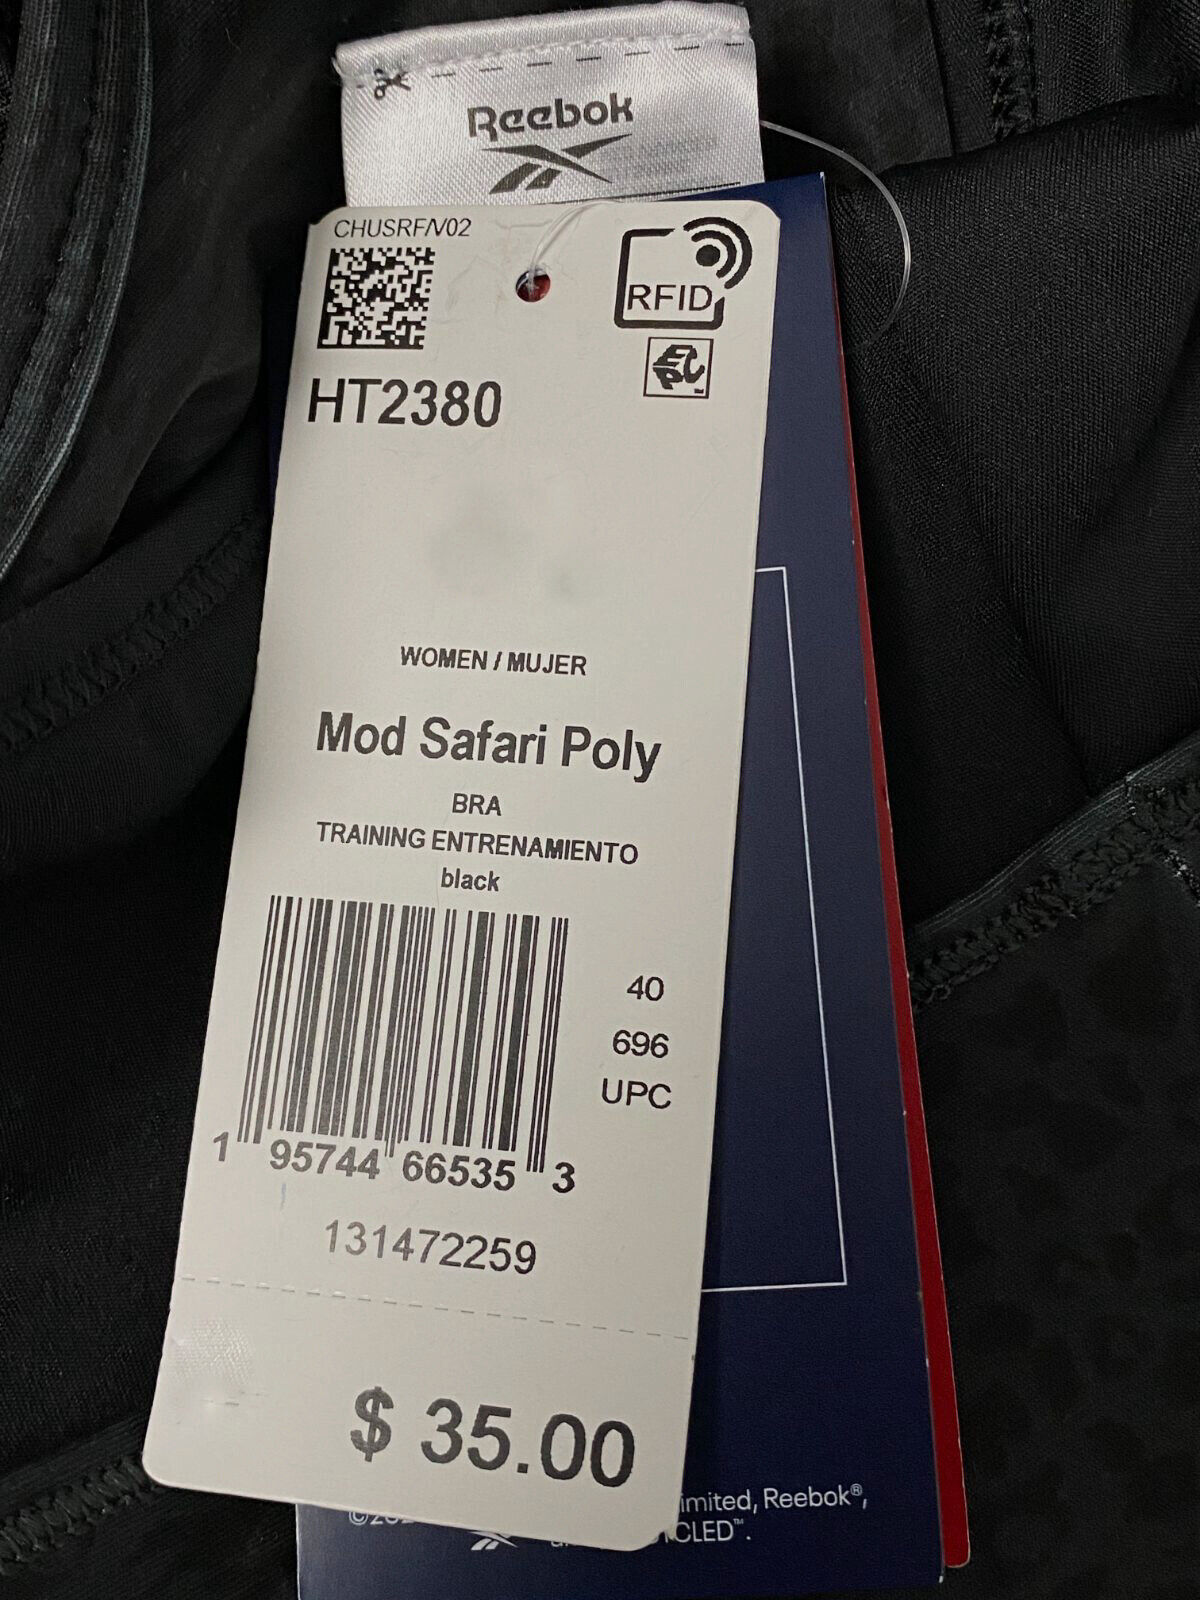 Reebok
CHUSRF/V02
RFID
EPC
HT2380
WOMEN / MUJER
Mod Safari Poly
BRA
TRAINING ENTRENAMIENTO
black
40
696
UPC
1 95744 66535 3
131472259
$ 35.00
imited, Reebok®,
CLED™.